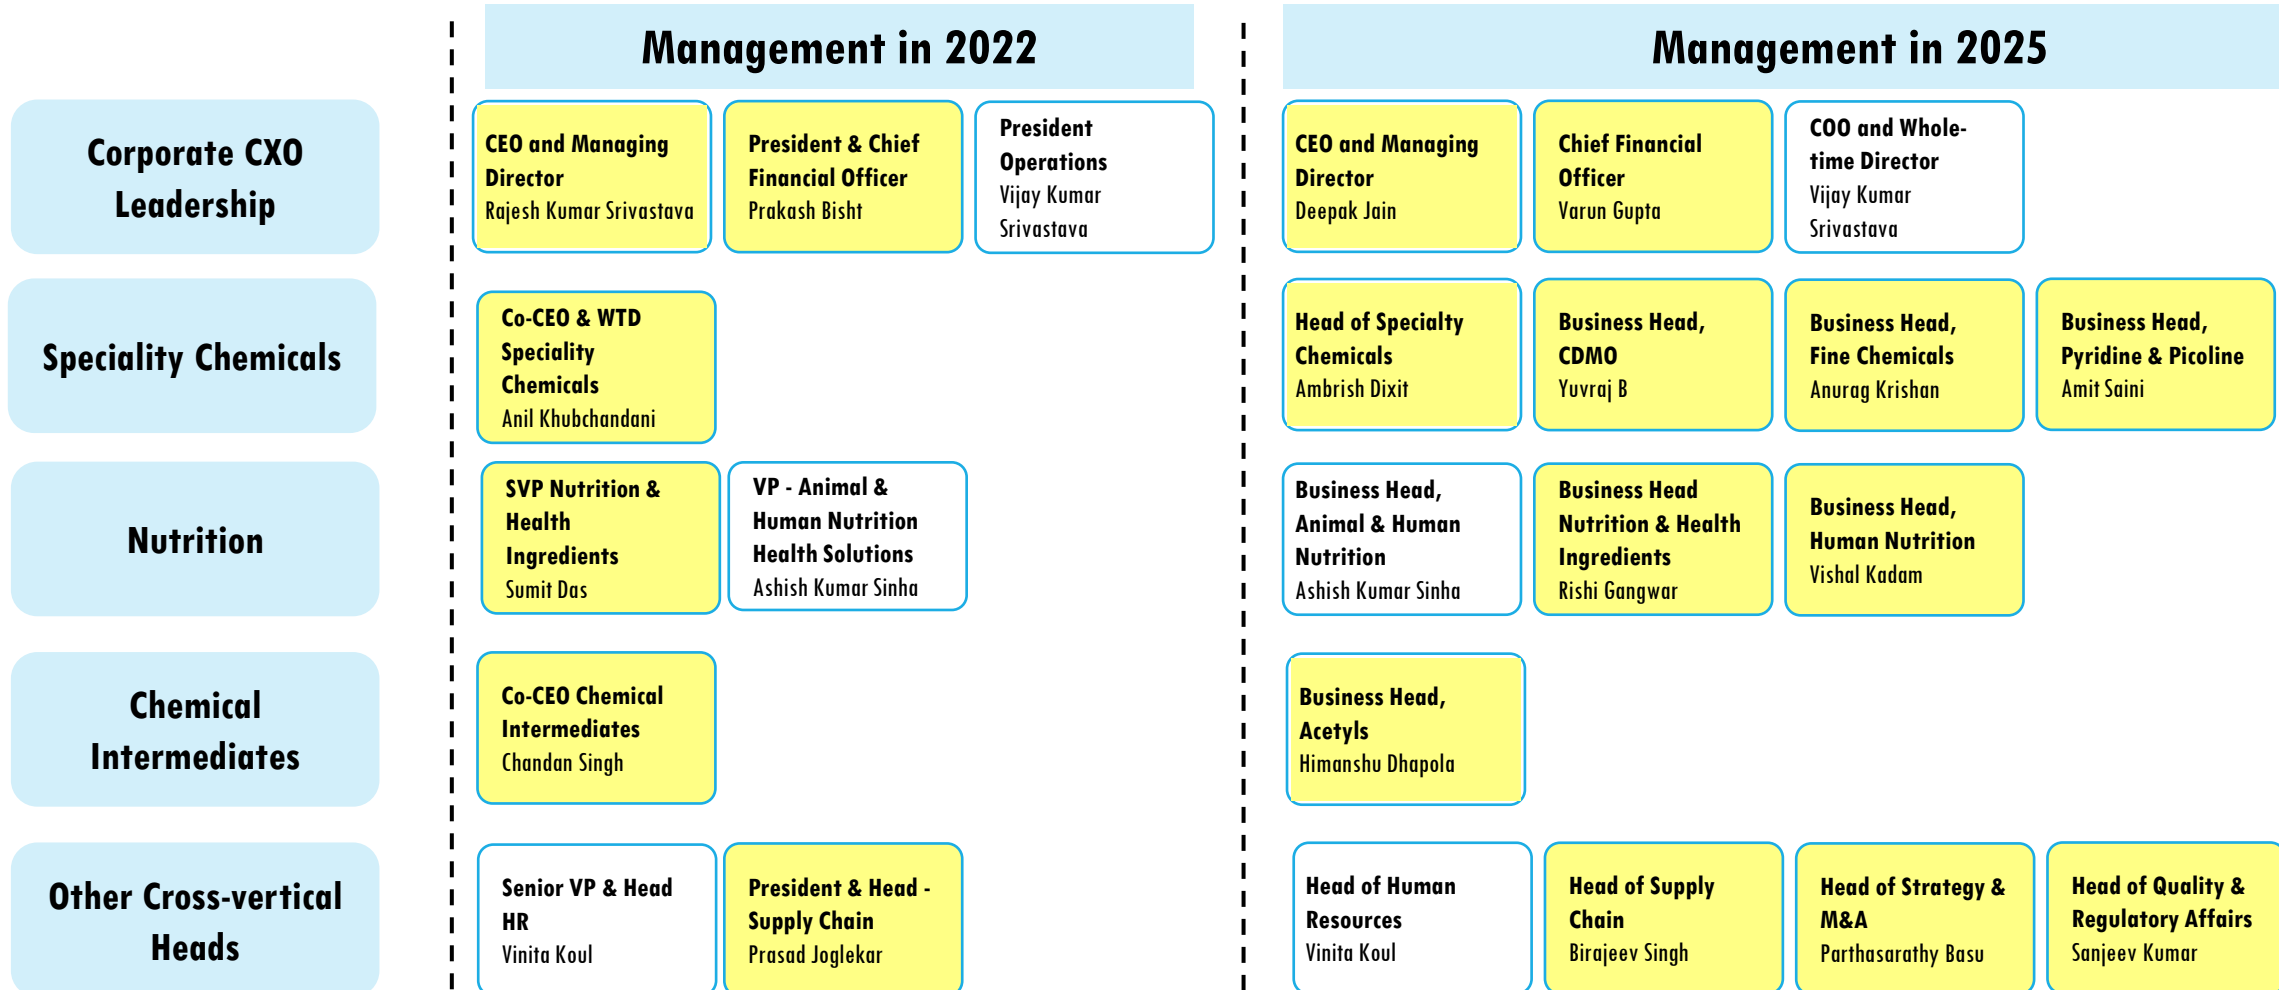 Management in 2022
Management in 2025
Corporate CXO
Leadership
CEO and Managing
Director
Rajesh Kumar Srivastava
President & Chief
Financial Officer
Prakash Bisht
President
Operations
Vijay Kumar
Srivastava
CEO and Managing
Director
Deepak Jain
Chief Financial
Officer
Varun Gupta
COO and Whole-
time Director
Vijay Kumar
Srivastava
Speciality Chemicals
Co-CEO & WTD
Speciality
Chemicals
Anil Khubchandani
Head of Specialty
Chemicals
Ambrish Dixit
Business Head,
CDMO
Yuvraj B
Business Head,
Fine Chemicals
Anurag Krishan
Business Head,
Pyridine & Picoline
Amit Saini
Nutrition
SVP Nutrition &
Health
Ingredients
Sumit Das
VP - Animal &
Human Nutrition
Health Solutions
Ashish Kumar Sinha
Business Head,
Animal & Human
Nutrition
Ashish Kumar Sinha
Business Head
Nutrition & Health
Ingredients
Rishi Gangwar
Business Head,
Human Nutrition
Vishal Kadam
Chemical
Intermediates
Co-CEO Chemical
Intermediates
Chandan Singh
Business Head,
Acetyls
Himanshu Dhapola
Other Cross-vertical
Heads
Senior VP & Head
HR
Vinita Koul
President & Head -
Supply Chain
Prasad Joglekar
Head of Human
Resources
Vinita Koul
Head of Supply
Chain
Birajeev Singh
Head of Strategy &
M&A
Parthasarathy Basu
Head of Quality &
Regulatory Affairs
Sanjeev Kumar